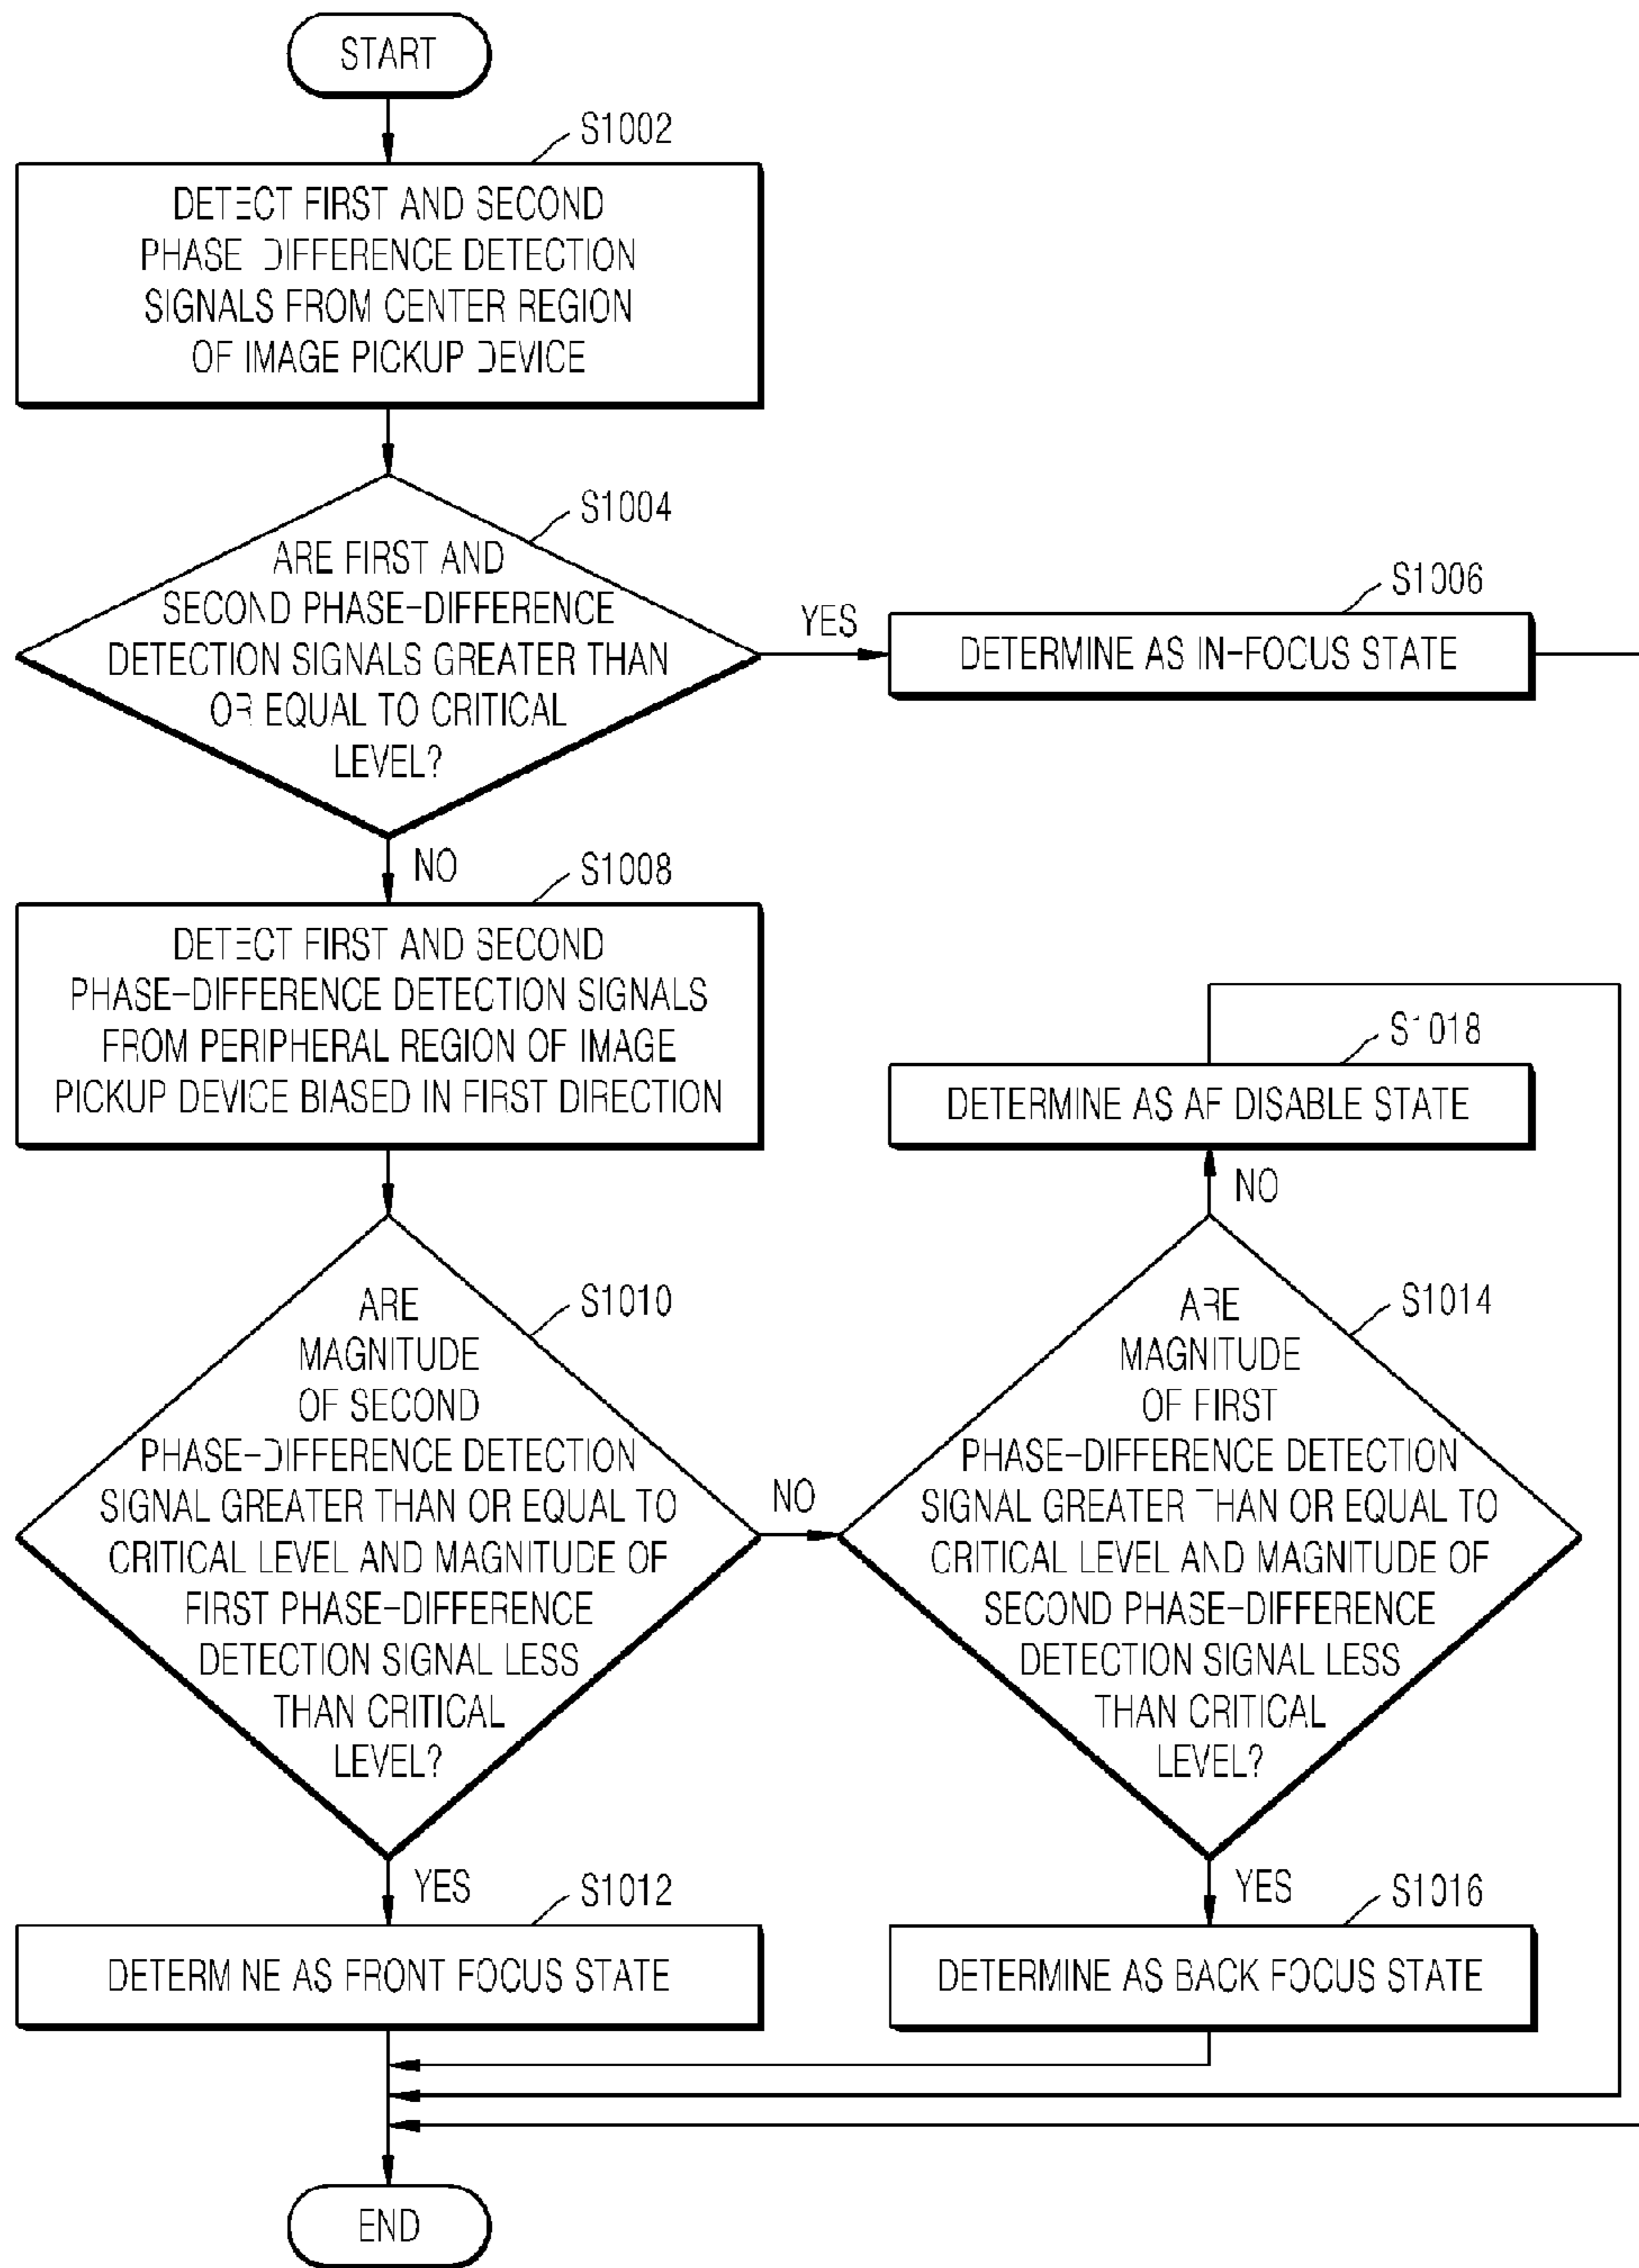 START
S1002
DETECT FIRST AND SECOND
PHASE-DIFFERENCE DETECTION
SIGNALS FROM CENTER REGION
OF IMAGE PICKUP DEVICE
S1004
ARE FIRST AND
SECOND PHASE-DIFFERENCE
DETECTION SIGNALS GREATER THAN
OR EQUAL TO CRITICAL
LEVEL?
YES
S1006
DETERMINE AS IN-FOCUS STATE
NO
S1008
DETECT FIRST AND SECOND
PHASE-DIFFERENCE DETECTION SIGNALS
FROM PERIPHERAL REGION OF IMAGE
PICKUP DEVICE BIASED IN FIRST DIRECTION
S1018
DETERMINE AS AF DISABLE STATE
NO
S1010
ARE
MAGNITUDE
OF SECOND
PHASE-DIFFERENCE DETECTION
SIGNAL GREATER THAN OR EQUAL TO
CRITICAL LEVEL AND MAGNITUDE OF
FIRST PHASE-DIFFERENCE
DETECTION SIGNAL LESS
THAN CRITICAL
LEVEL?
NO
S1014
ARE
MAGNITUDE
OF FIRST
PHASE-DIFFERENCE DETECTION
SIGNAL GREATER THAN OR EQUAL TO
CRITICAL LEVEL AND MAGNITUDE OF
SECOND PHASE-DIFFERENCE
DETECTION SIGNAL LESS
THAN CRITICAL
LEVEL?
YES
S1012
DETERMINE AS FRONT FOCUS STATE
YES
S1016
DETERMINE AS BACK FOCUS STATE
END